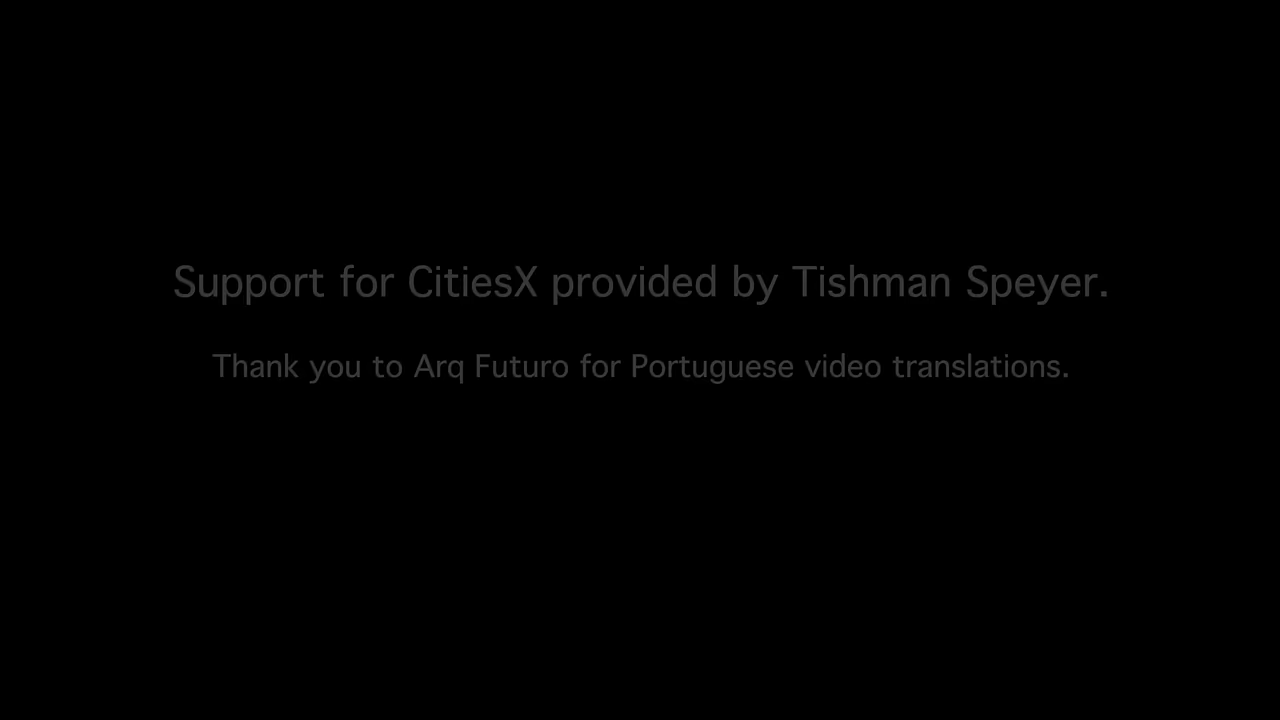 Support for CitiesX provided by Tishman Speyer.
Thank you to Arq Futuro for Portuguese video translations.